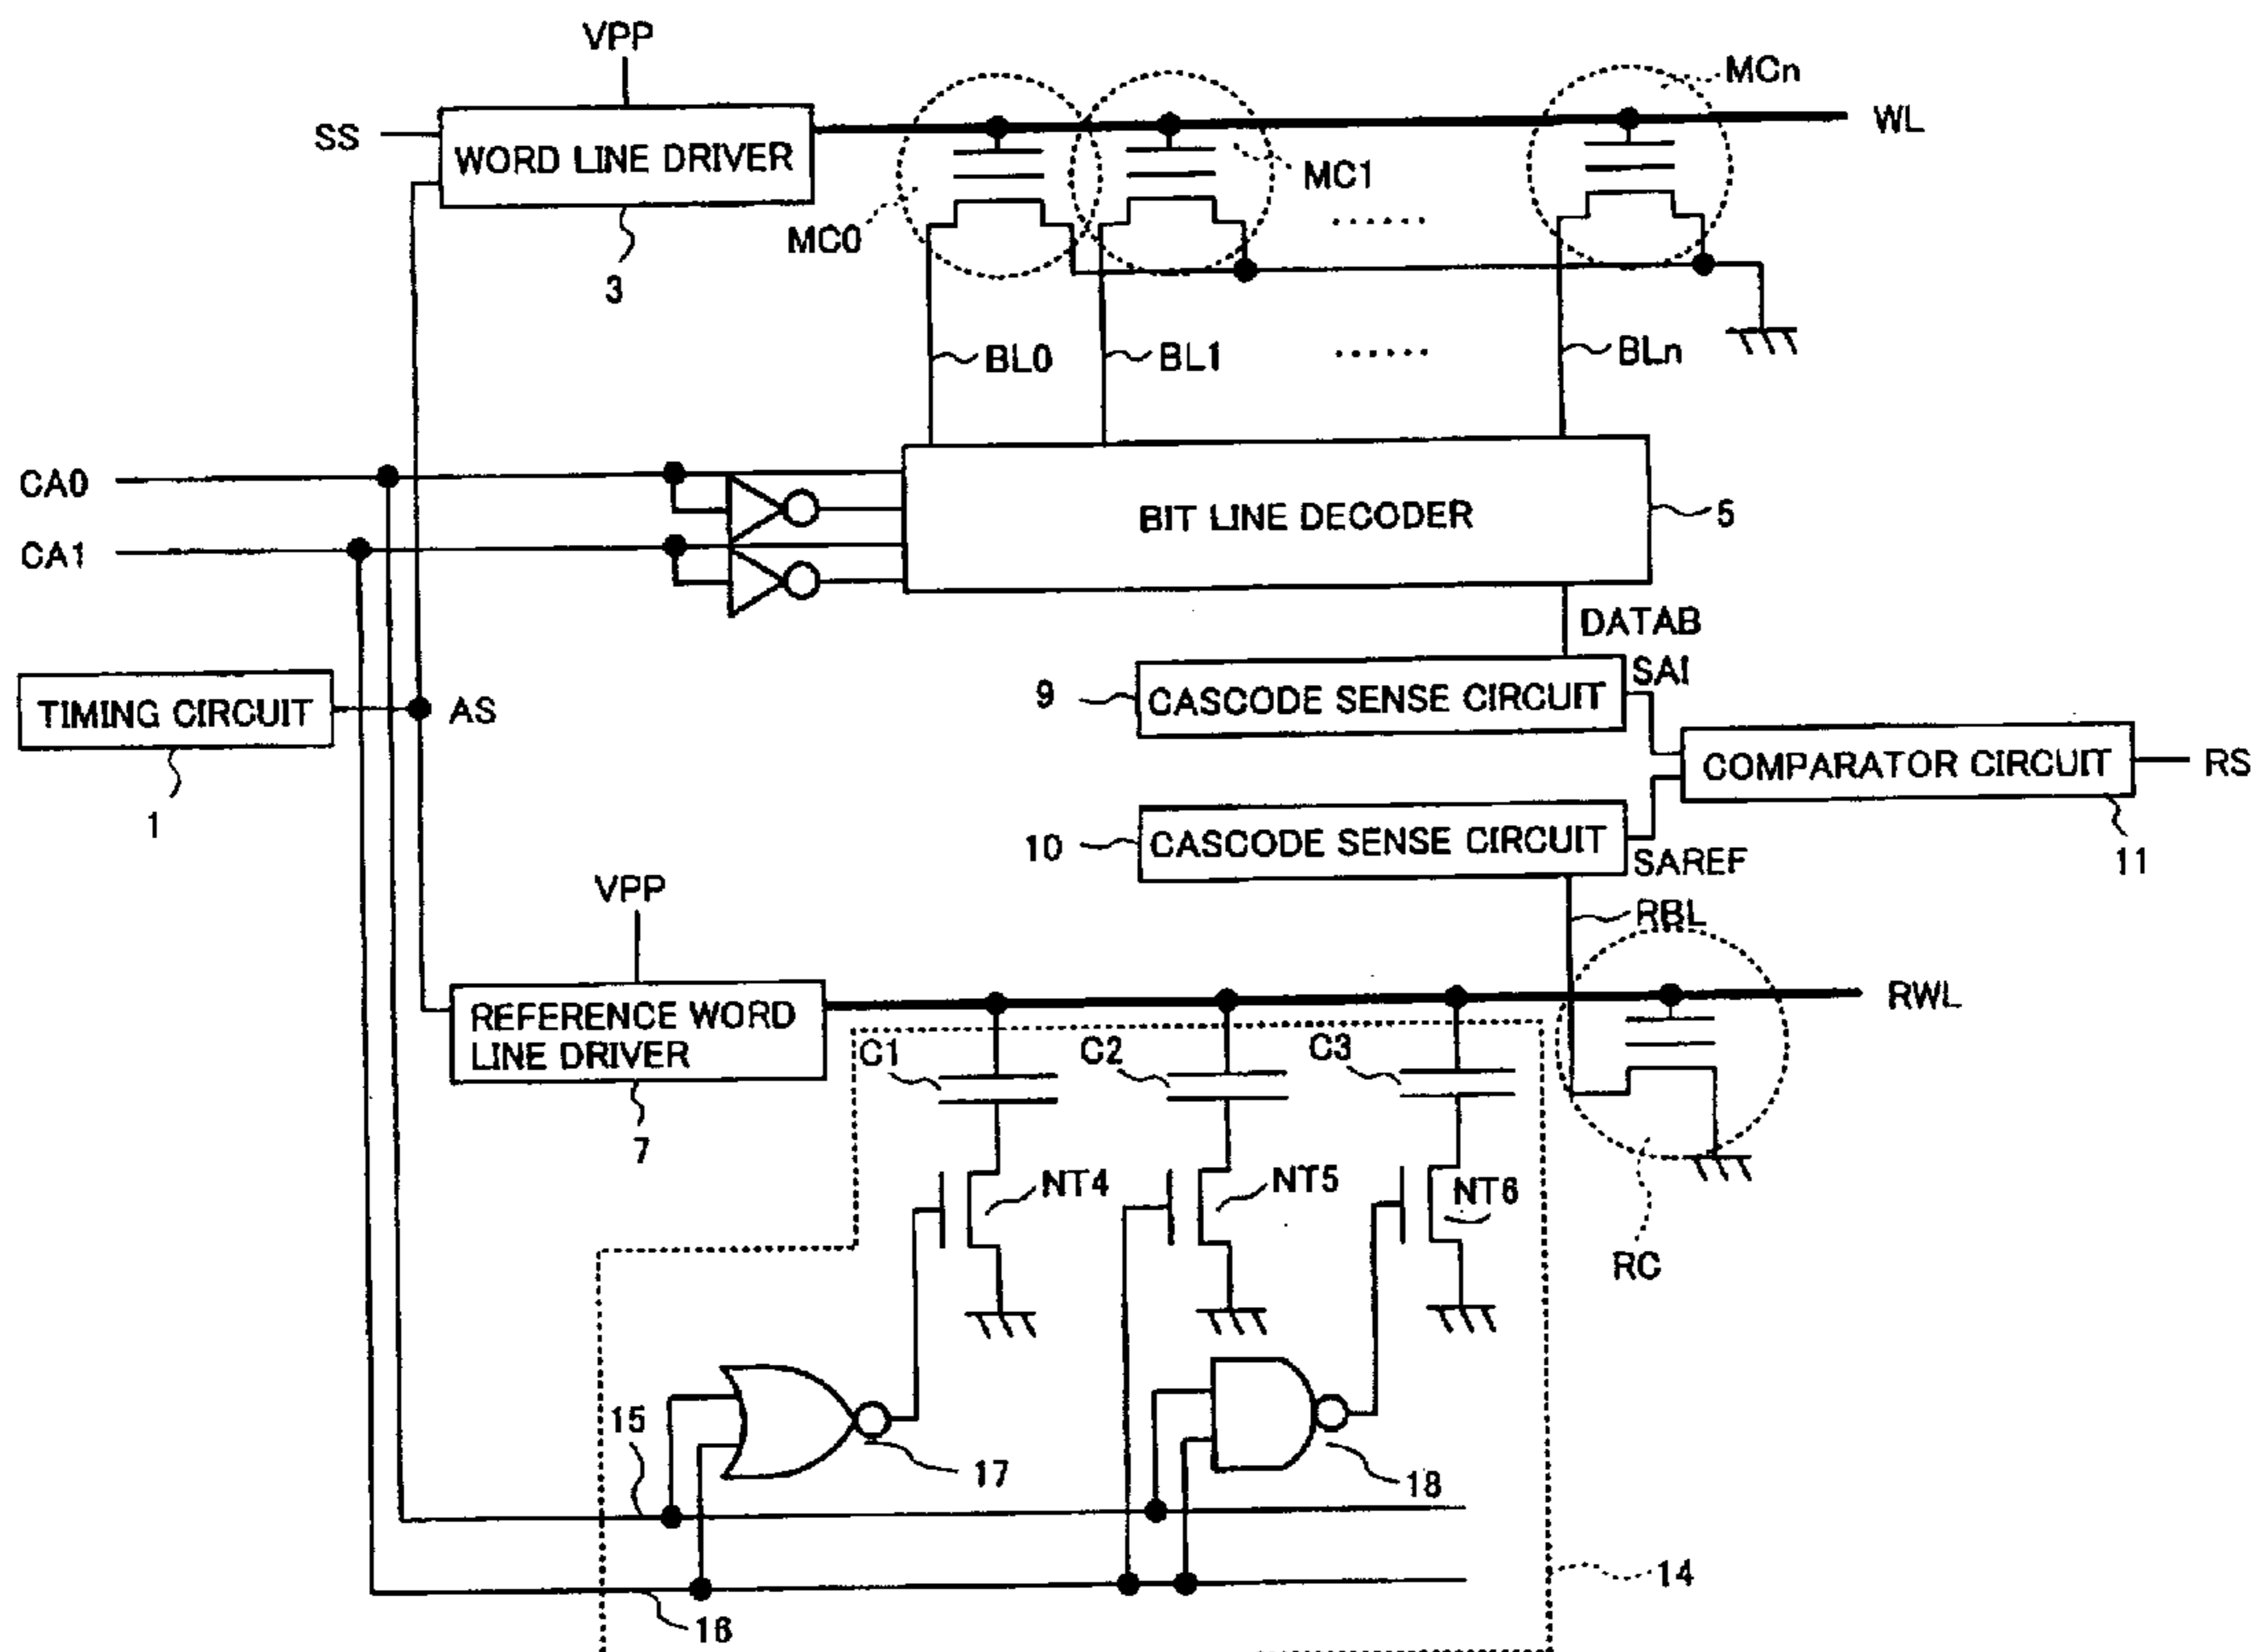 VPP
MCn
SS
WORD LINE DRIVER
WL
MC1
MC0
......
3
BL0
BL1
......
BLn
CA0
BIT LINE DECODER
5
CA1
DATAB
SAI
9
CASCODE SENSE CIRCUIT
TIMING CIRCUIT
AS
COMPARATOR CIRCUIT
RS
1
10
CASCODE SENSE CIRCUIT
SAREF
11
VPP
RBL
REFERENCE WORD
LINE DRIVER
RWL
C1
C2
C3
7
NT4
NT5
NT6
RC
15
17
18
14
16